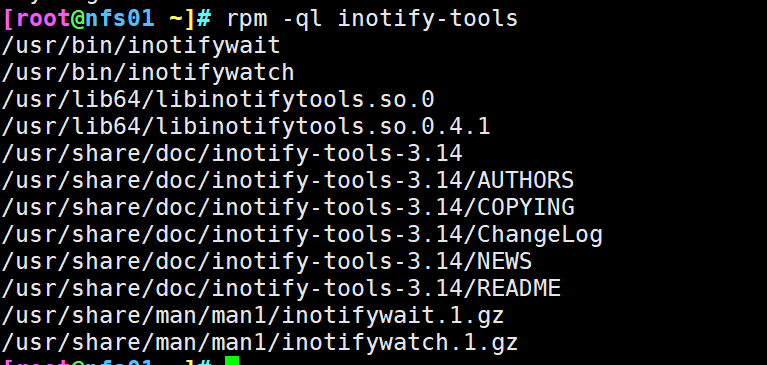 [root@nfs01 ~]# rpm -ql inotify-tools
/usr/bin/inotifywait
/usr/bin/inotifywatch
/usr/lib64/libinotifytools.so.0
/usr/lib64/libinotifytools.so.0.4.1
/usr/share/doc/inotify-tools-3.14
/usr/share/doc/inotify-tools-3.14/AUTHORS
/usr/share/doc/inotify-tools-3.14/COPYING
/usr/share/doc/inotify-tools-3.14/ChangeLog
/usr/share/doc/inotify-tools-3.14/NEWS
/usr/share/doc/inotify-tools-3.14/README
/usr/share/man/man1/inotifywait.1.gz
/usr/share/man/man1/inotifywatch.1.gz
[root@nfs01 ~]#